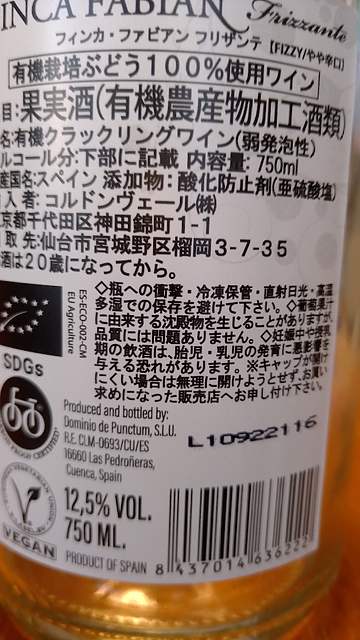 INCA FABIAN Frizzante
フィンカ・ファビアン フリザンテ【FIZZY/やや辛口】
有機栽培ぶどう100%使用ワイン
目:果実酒(有機農産物加工酒類)
名:有機クラックリングワイン(弱発泡性)
ルコール分:下部に記載 内容量:750ml
産国名:スペイン 添加物:酸化防止剤(亜硫酸塩)
入者:コルドンヴェール㈱
京都千代田区神田錦町1-1
取先:仙台市宮城野区榴岡3-7-35
酒は20歳になってから。
ES-ECO-002-CM
EU Agriculture
◇瓶への衝撃・冷凍保管・直射日光・高温
多湿での保存を避けて下さい。◇葡萄果汁
に由来する沈殿物を生じることがありますが、
品質には問題ありません。◇妊娠中や授乳
期の飲酒は、胎児・乳児の発育に悪影響を
与える恐れがあります。※キャップが開け
にくい場合は無理に開けようとせず、お買い
求めになった販売店へお申し付け下さい。
SDGs
Produced and bottled by:
Dominio de Punctum, S.L.U.
R.E. CLM-0693/CU/ES
16660 Las Pedroñeras,
Cuenca, Spain
L10922116
12,5% VOL.
750 ML.
VEGAN
PRODUCT OF SPAIN
8 437014 636222